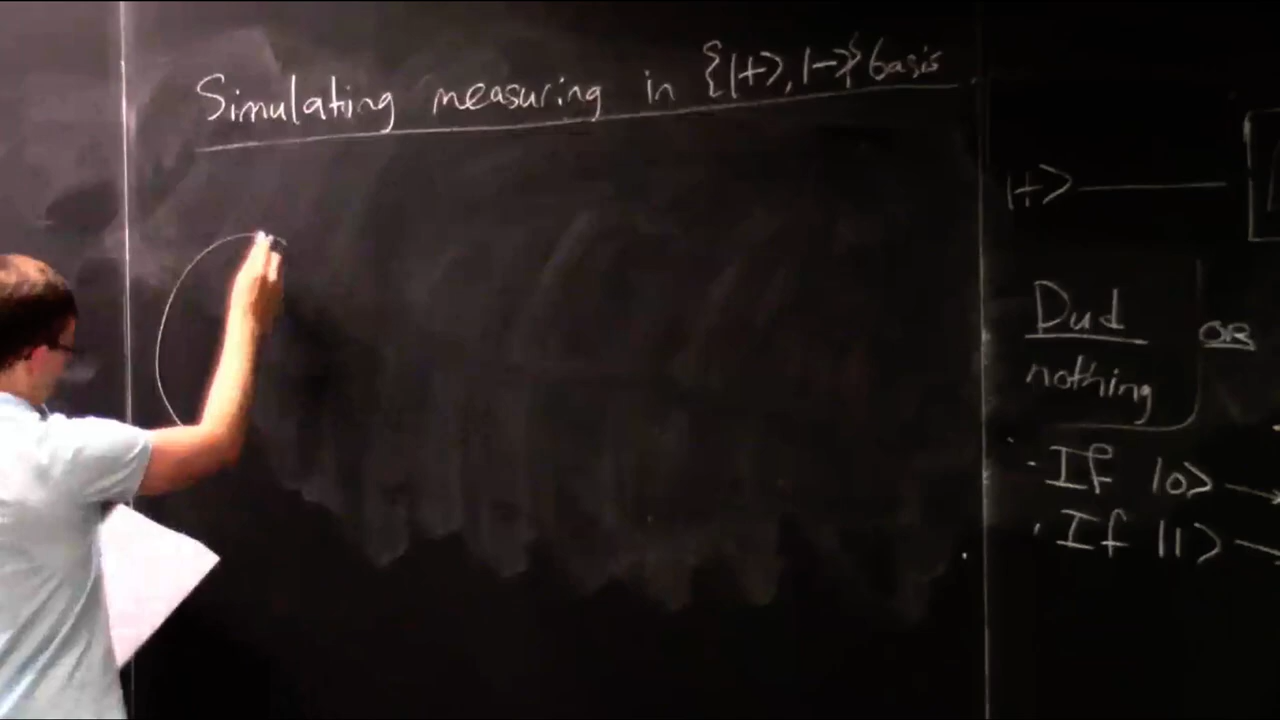 Simulating measuring in {|+⟩, |−⟩} basis
|+⟩
Dud
OR
nothing
· If |0⟩ →
· If |1⟩ →